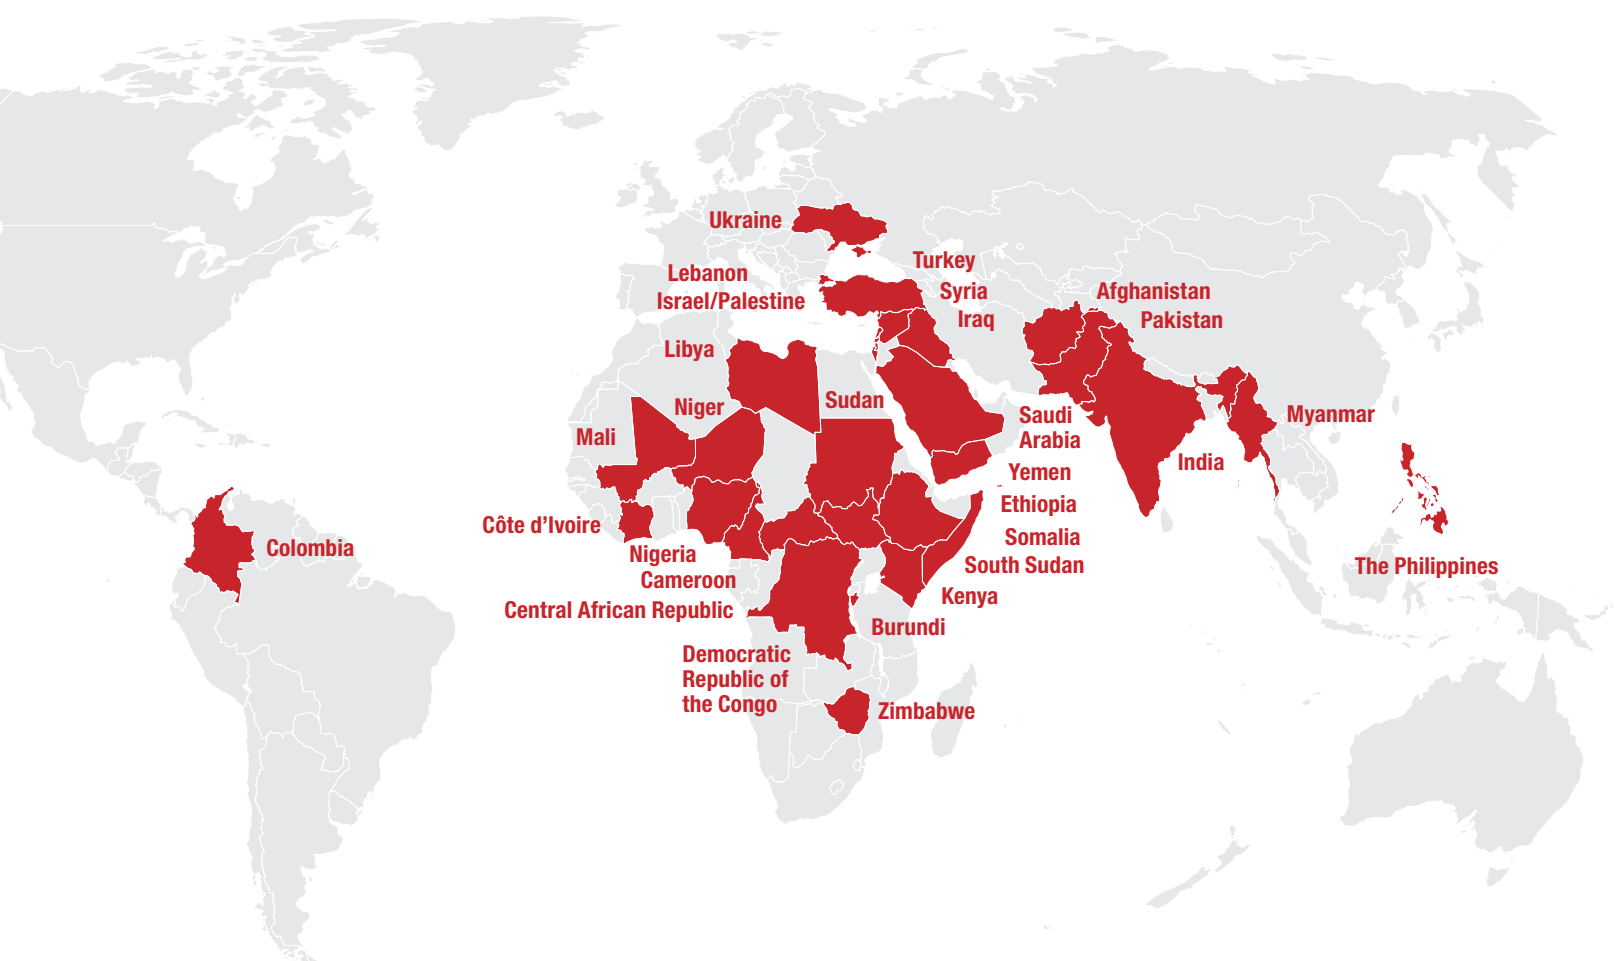 Ukraine
Turkey
Lebanon
Syria
Afghanistan
Israel/Palestine
Iraq
Pakistan
Libya
Niger
Sudan
Saudi
Arabia
Myanmar
Mali
India
Yemen
Ethiopia
Côte d’Ivoire
Somalia
Colombia
Nigeria
South Sudan
The Philippines
Cameroon
Kenya
Central African Republic
Burundi
Democratic
Republic of
the Congo
Zimbabwe